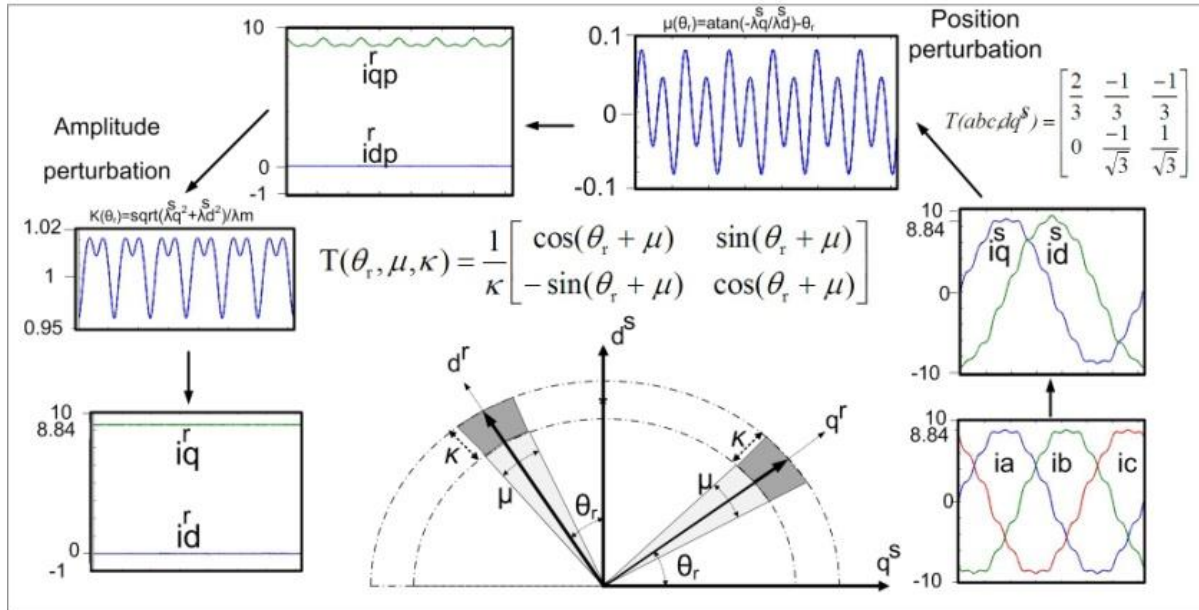 10
r
iqp
r
idp
0
-1
μ(θr)=atan(-λqˢ/λdˢ)-θr
0.1
0
-0.1
Position
perturbation
T(abc,dqˢ) = [2/3 -1/3 -1/3
0 -1/√3 1/√3]
Amplitude
perturbation
K(θr)=sqrt(λqˢ²+λdˢ²)/λm
1.02
1
0.95
T(θr, μ, κ) = 1/κ [cos(θr + μ) sin(θr + μ)
-sin(θr + μ) cos(θr + μ)]
10
8.84
s
iq
s
id
0
-10
10
8.84
r
iq
r
id
0
-1
dˢ
dʳ
qʳ
κ
κ
μ
μ
θr
θr
qˢ
10
8.84
ia
ib
ic
0
-10